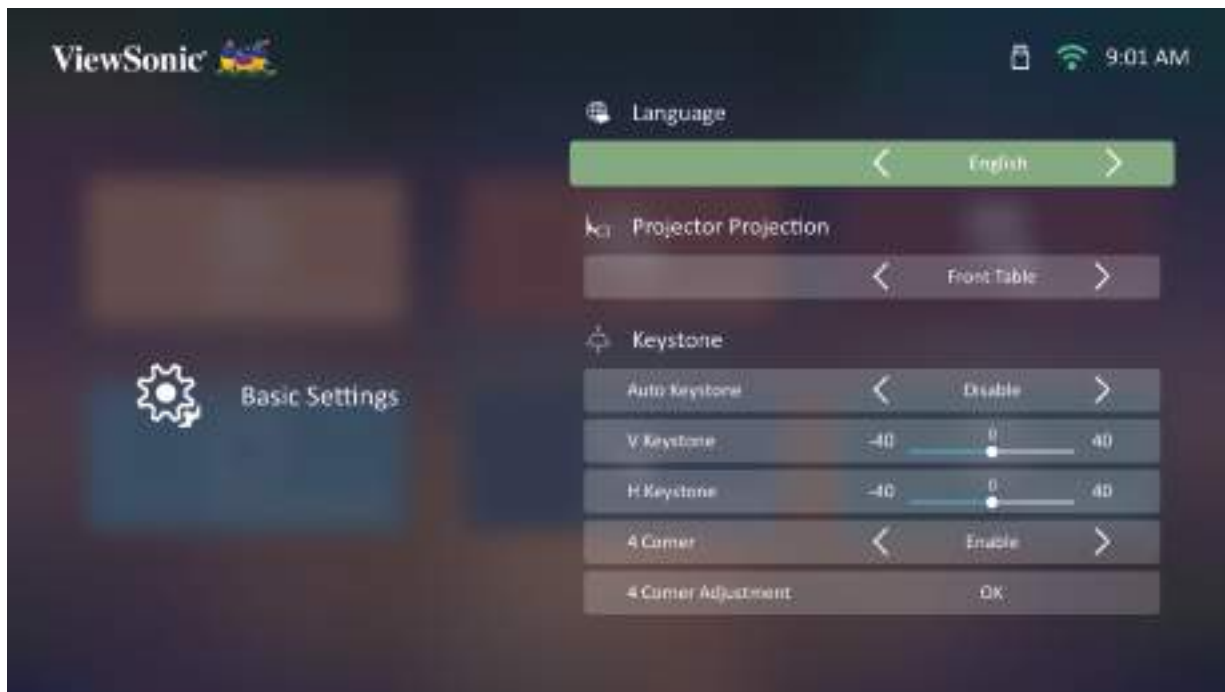 ViewSonic
9:01 AM
Language
English
Projector Projection
Front Table
Keystone
Auto Keystone Disable
V Keystone -40 0 40
H Keystone -40 0 40
4 Corner Enable
4 Corner Adjustment OK
Basic Settings